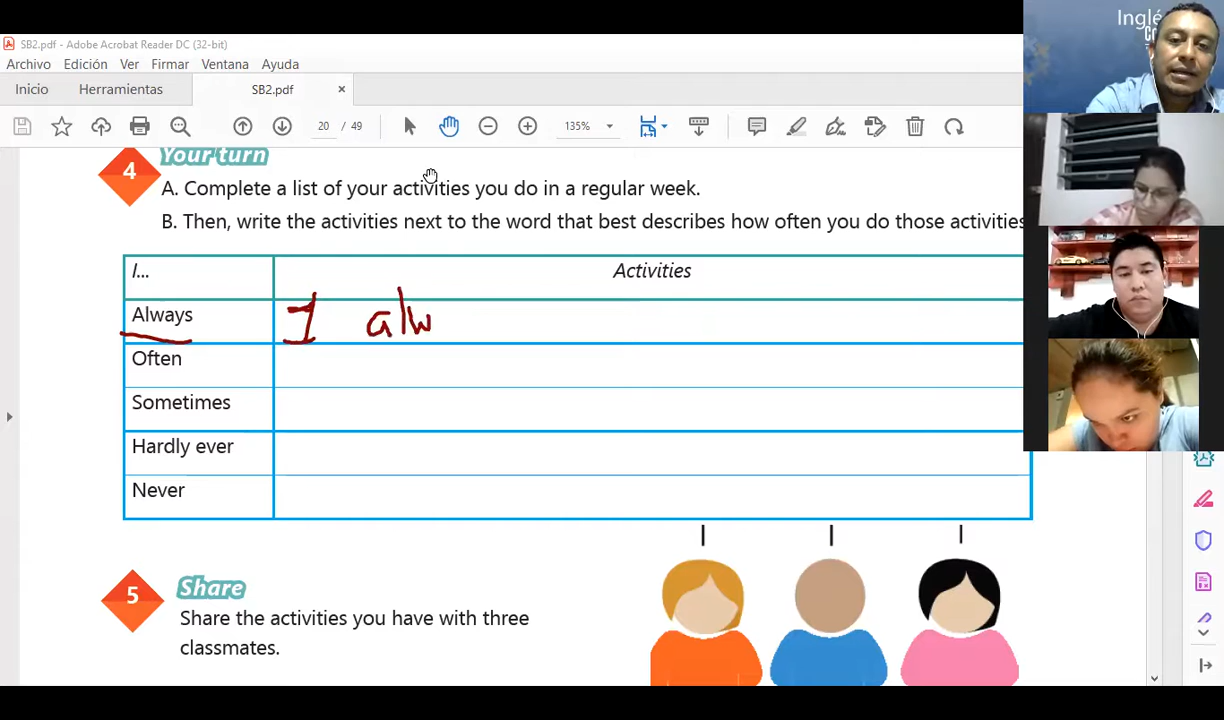 Inglé
SB2.pdf - Adobe Acrobat Reader DC (32-bit)
Archivo Edición Ver Firmar Ventana Ayuda
Inicio Herramientas SB2.pdf ×
20 / 49 135%
4 Your turn
A. Complete a list of your activities you do in a regular week.
B. Then, write the activities next to the word that best describes how often you do those activities
I... Activities
Always I alw
Often
Sometimes
Hardly ever
Never
5 Share
Share the activities you have with three
classmates.